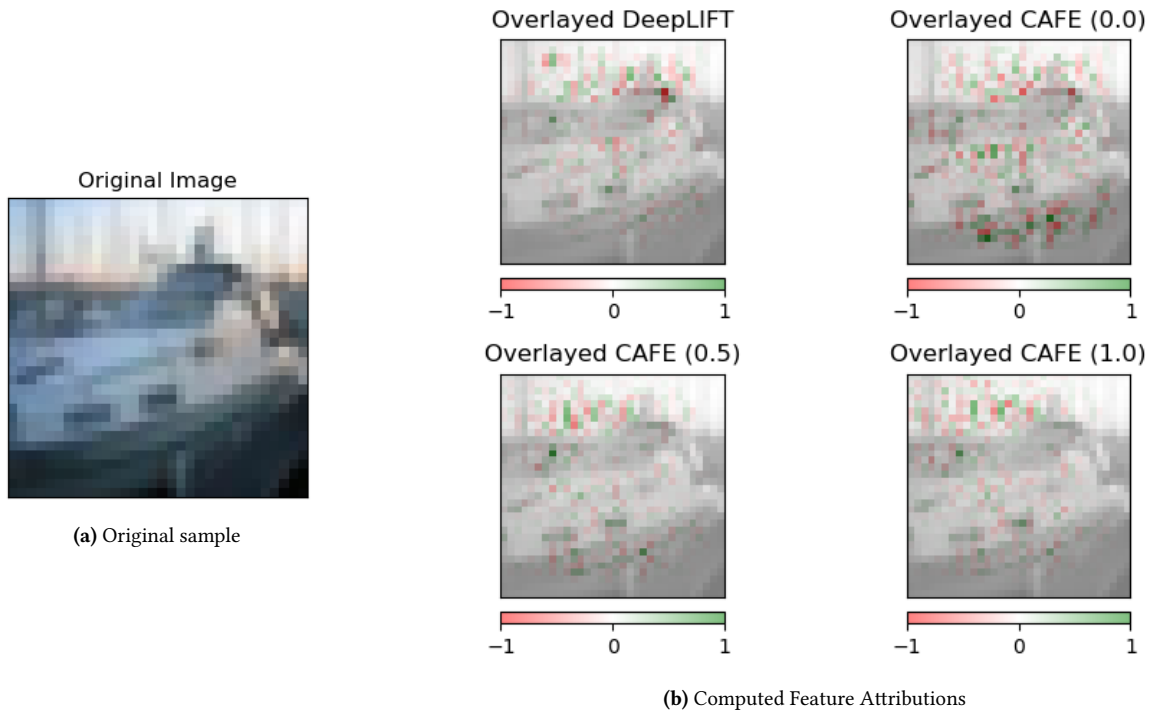 Original Image
(a) Original sample
Overlayed DeepLIFT
−1 0 1
Overlayed CAFE (0.0)
−1 0 1
Overlayed CAFE (0.5)
−1 0 1
Overlayed CAFE (1.0)
−1 0 1
(b) Computed Feature Attributions